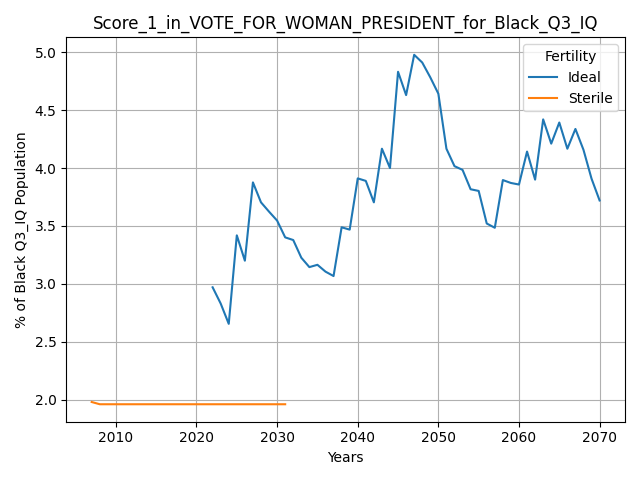 Score_1_in_VOTE_FOR_WOMAN_PRESIDENT_for_Black_Q3_IQ
Fertility
Ideal
Sterile
% of Black Q3_IQ Population
5.0
4.5
4.0
3.5
3.0
2.5
2.0
2010 2020 2030 2040 2050 2060 2070
Years